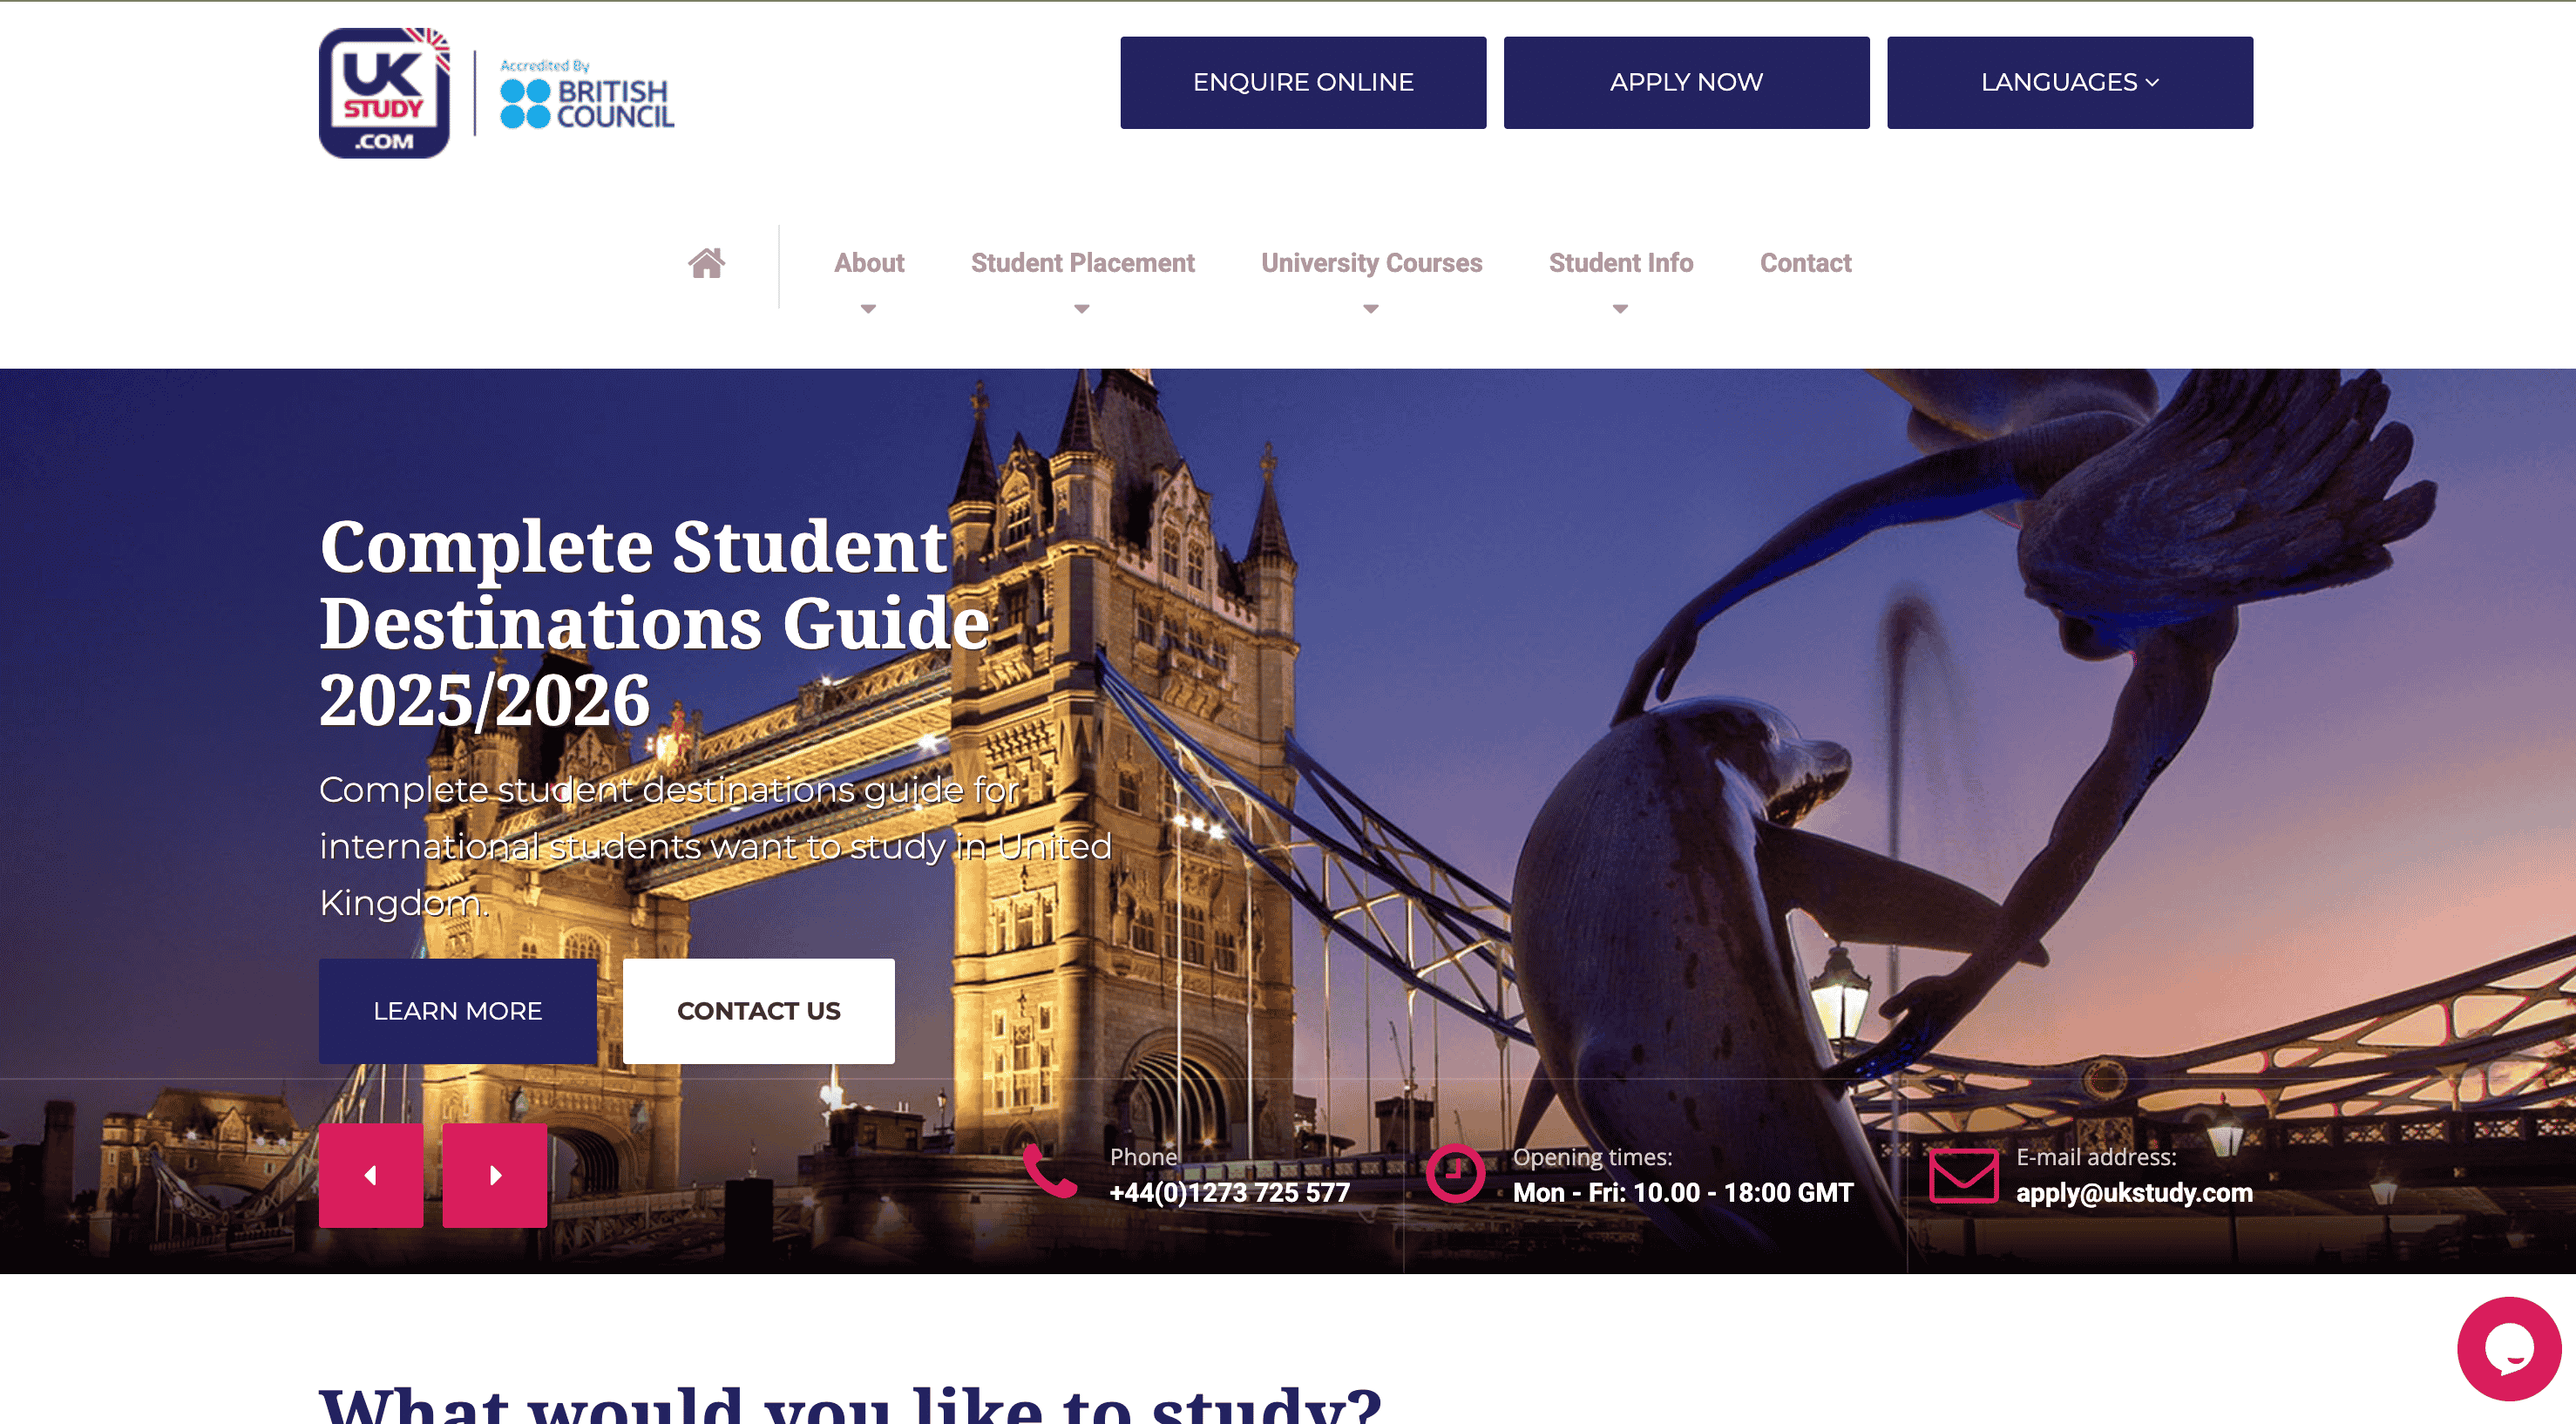 UK
STUDY
.COM
Accredited By
BRITISH
COUNCIL
ENQUIRE ONLINE
APPLY NOW
LANGUAGES
About
Student Placement
University Courses
Student Info
Contact
Complete Student
Destinations Guide
2025/2026
Complete student destinations guide for
international students want to study in United
Kingdom.
LEARN MORE
CONTACT US
Phone
+44(0)1273 725 577
Opening times:
Mon - Fri: 10.00 - 18:00 GMT
E-mail address:
apply@ukstudy.com
What would you like to study?